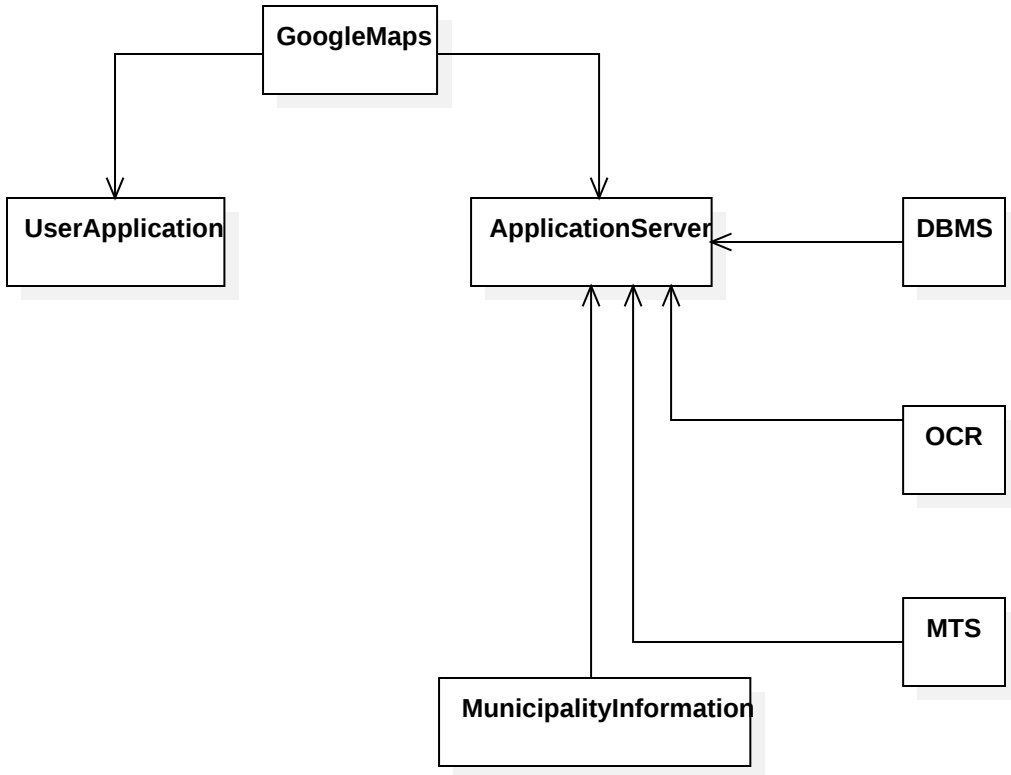 GoogleMaps
UserApplication
ApplicationServer
DBMS
OCR
MTS
MunicipalityInformation